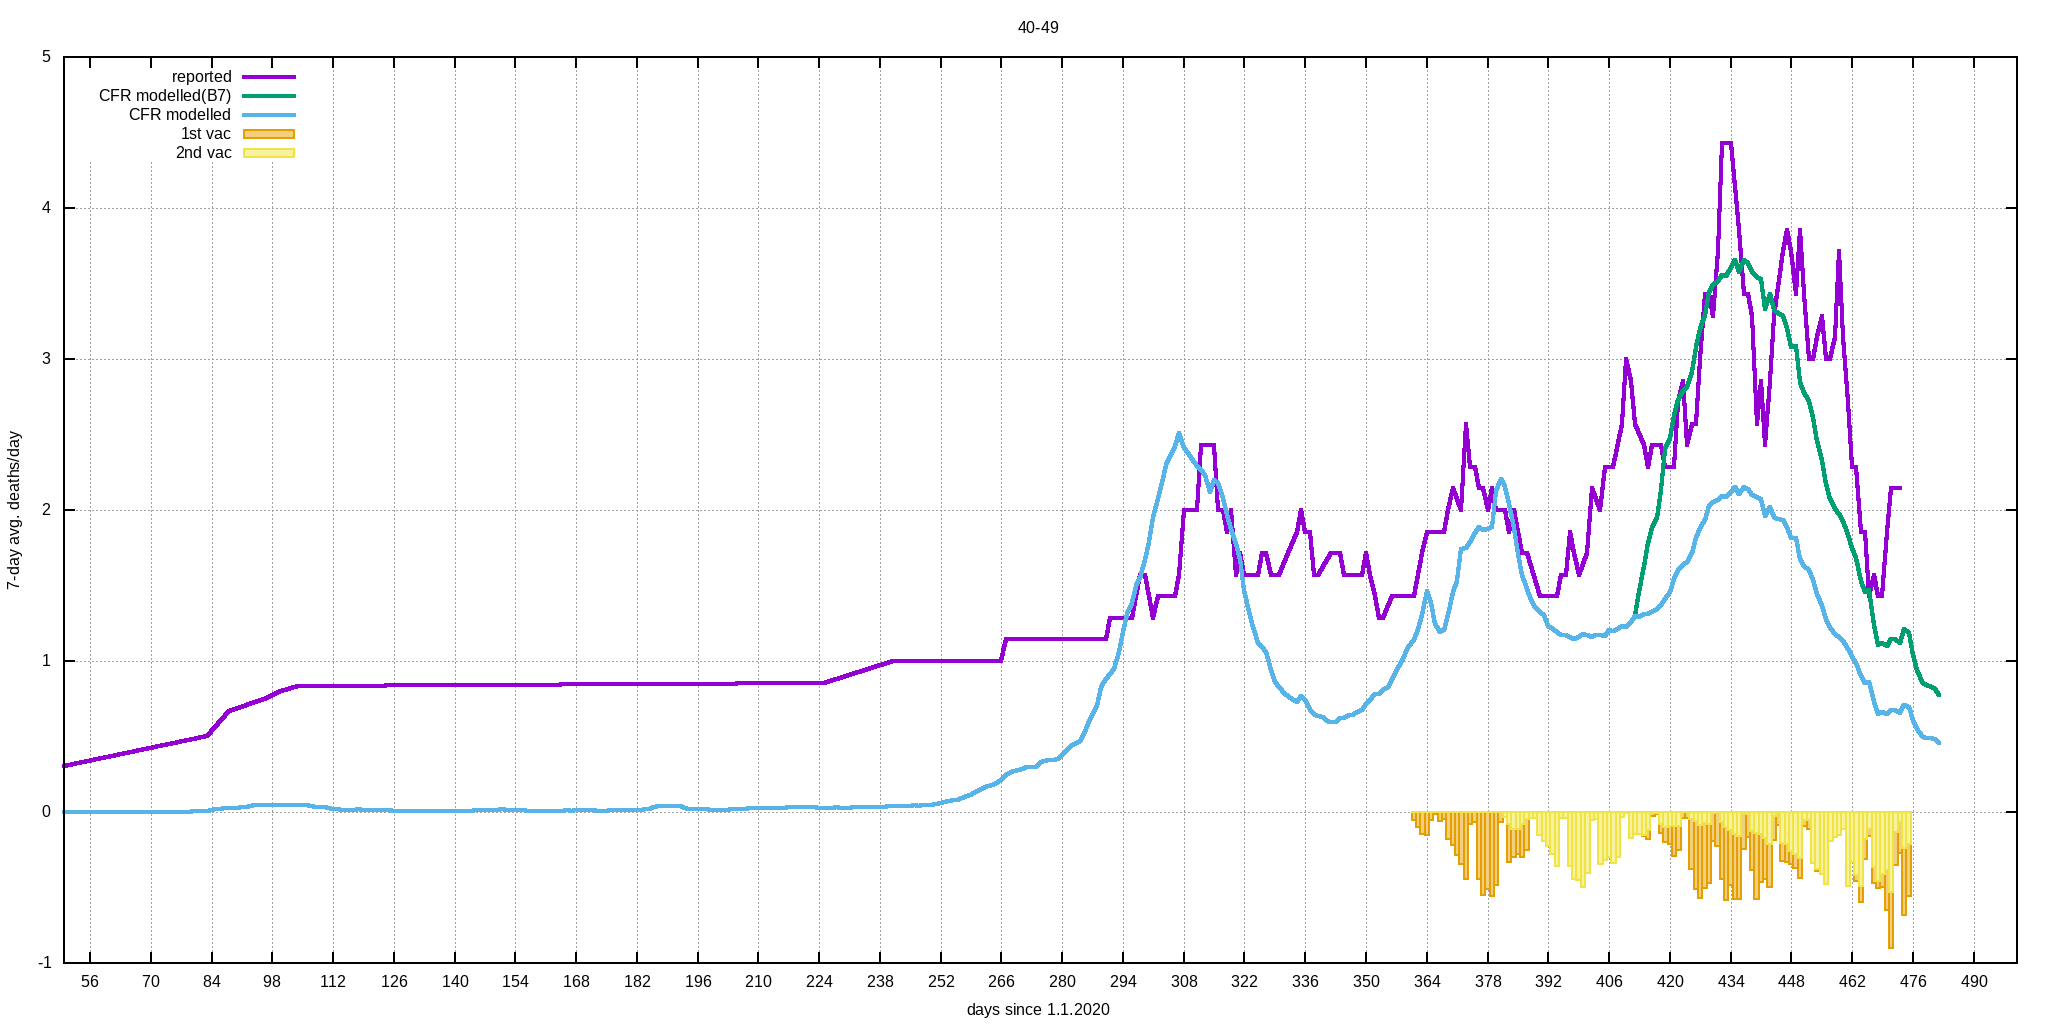 40-49
reported
CFR modelled(B7)
CFR modelled
1st vac
2nd vac
5
4
3
2
1
0
-1
7-day avg. deaths/day
56 70 84 98 112 126 140 154 168 182 196 210 224 238 252 266 280 294 308 322 336 350 364 378 392 406 420 434 448 462 476 490
days since 1.1.2020